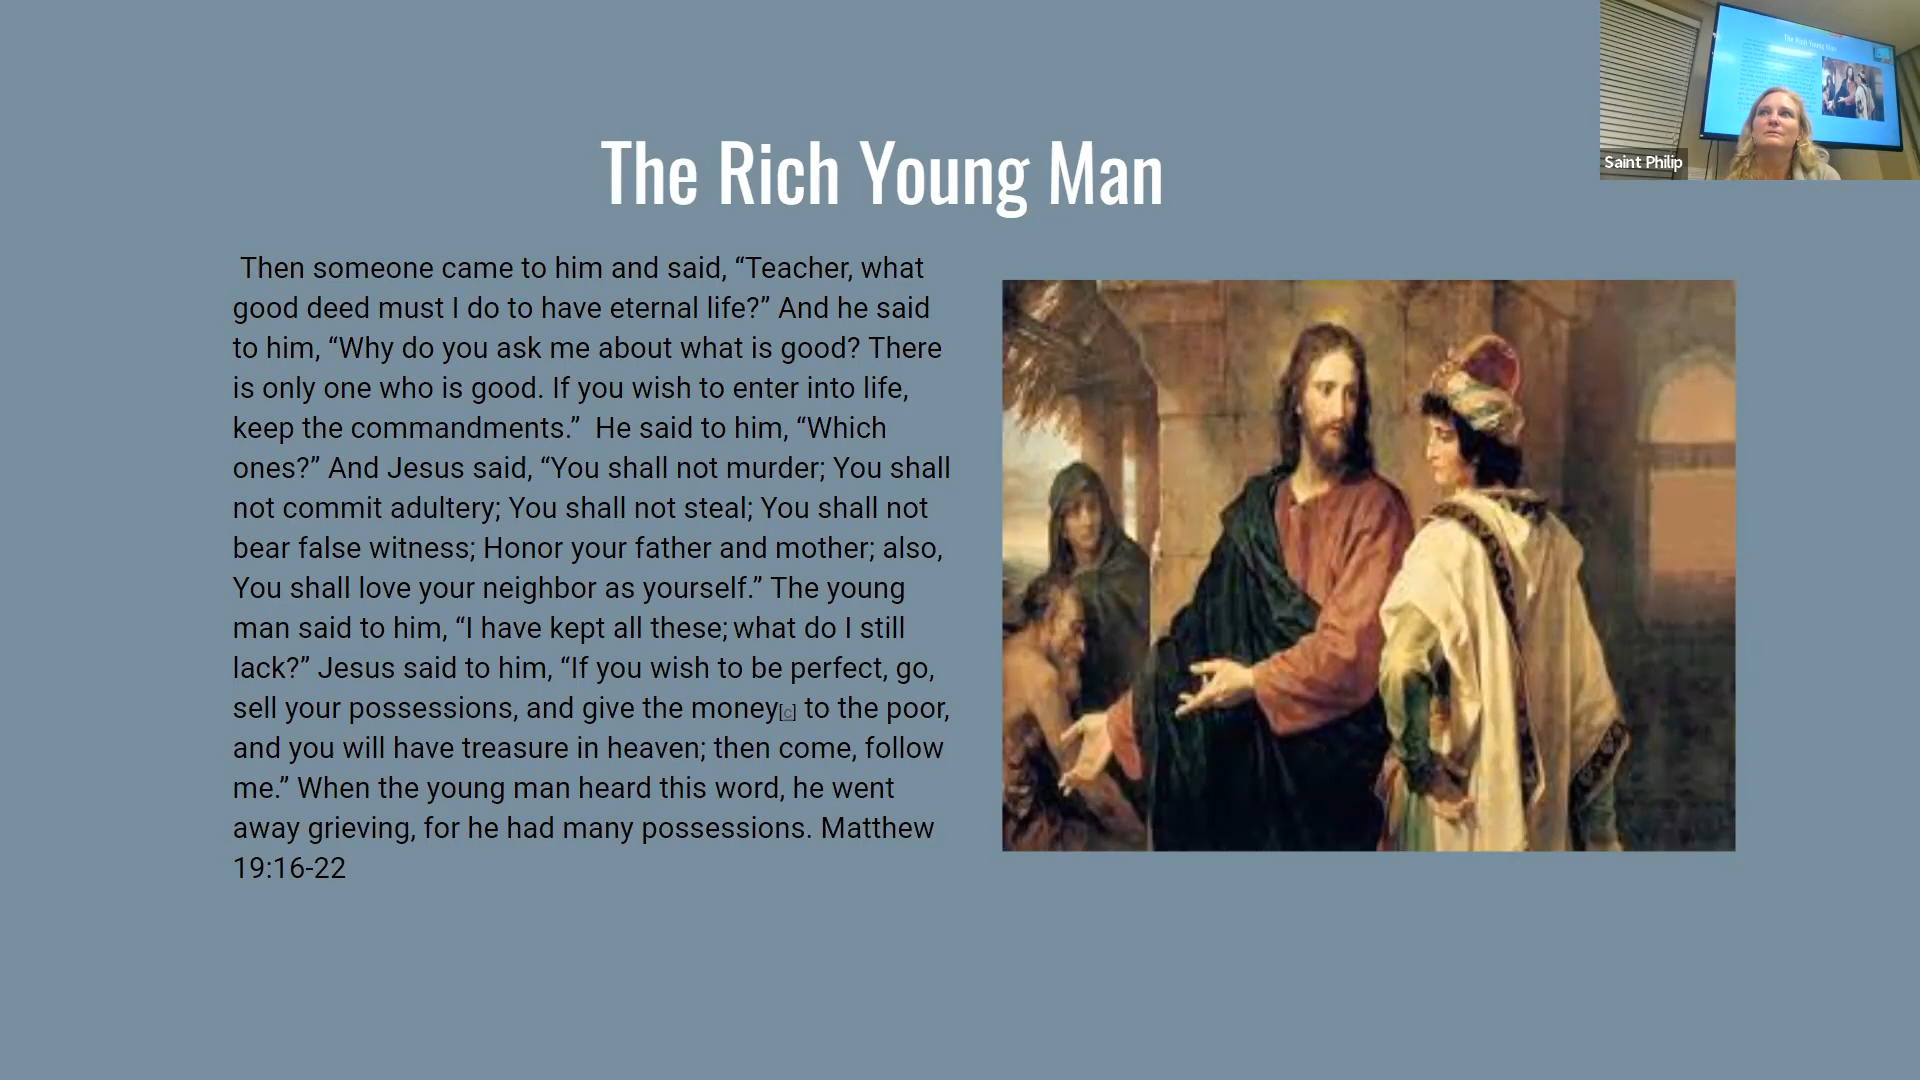 The Rich Young Man
Then someone came to him and said, “Teacher, what
good deed must I do to have eternal life?” And he said
to him, “Why do you ask me about what is good? There
is only one who is good. If you wish to enter into life,
keep the commandments.”  He said to him, “Which
ones?” And Jesus said, “You shall not murder; You shall
not commit adultery; You shall not steal; You shall not
bear false witness; Honor your father and mother; also,
You shall love your neighbor as yourself.” The young
man said to him, “I have kept all these; what do I still
lack?” Jesus said to him, “If you wish to be perfect, go,
sell your possessions, and give the money[c] to the poor,
and you will have treasure in heaven; then come, follow
me.” When the young man heard this word, he went
away grieving, for he had many possessions. Matthew
19:16-22
The Rich Young Man
Saint Philip